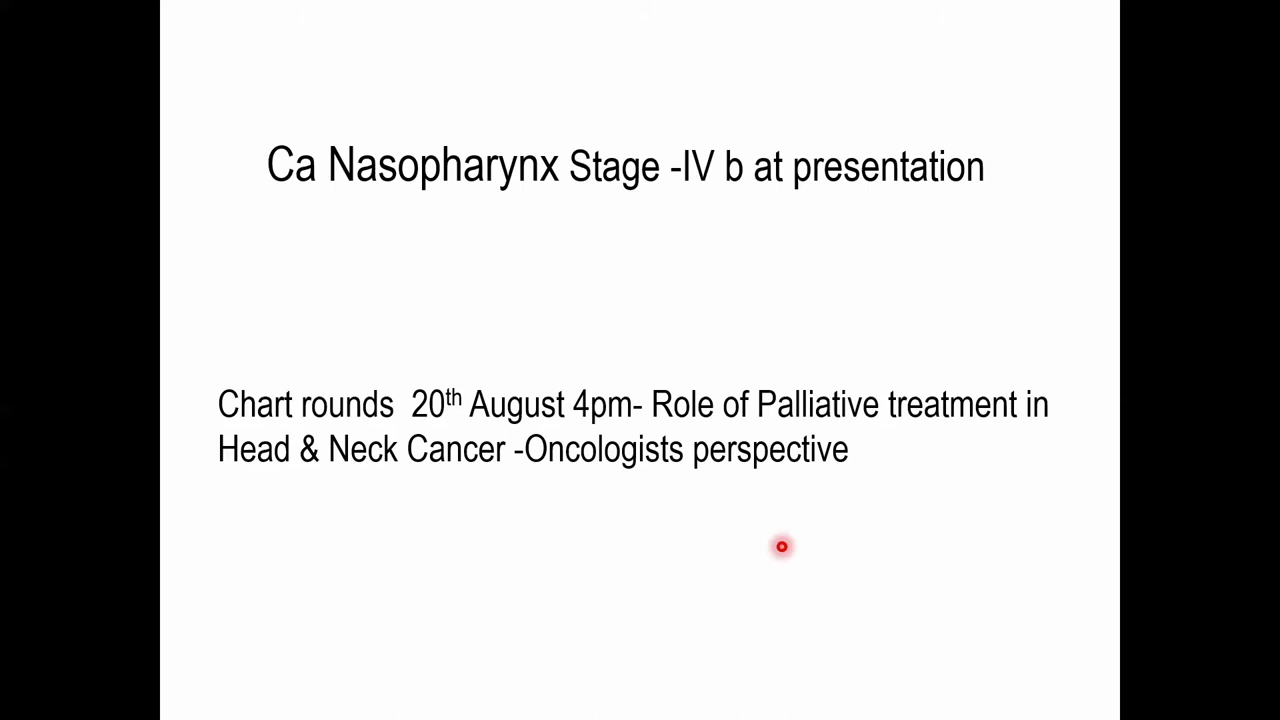 Ca Nasopharynx Stage -IV b at presentation
Chart rounds  20th August 4pm- Role of Palliative treatment in
Head & Neck Cancer -Oncologists perspective